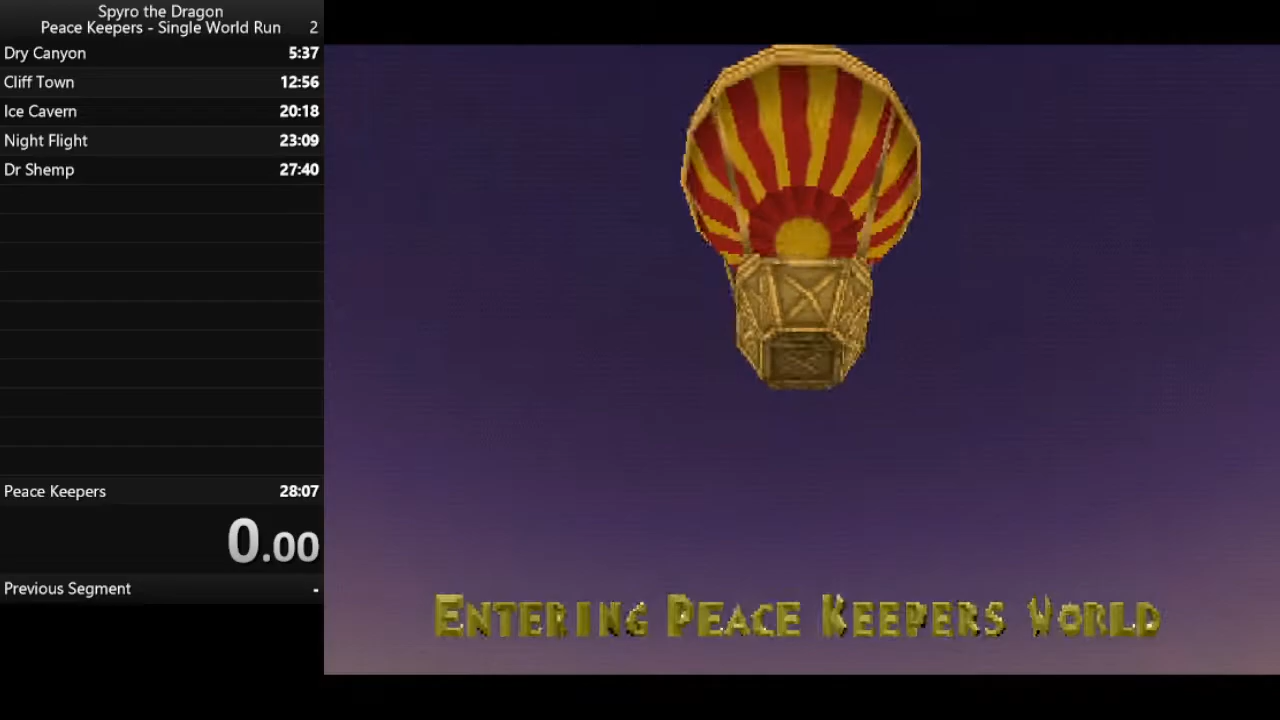 Spyro the Dragon
Peace Keepers - Single World Run 2
Dry Canyon 5:37
Cliff Town 12:56
Ice Cavern 20:18
Night Flight 23:09
Dr Shemp 27:40
Peace Keepers 28:07
0.00
Previous Segment -
ENTERING PEACE KEEPERS WORLD